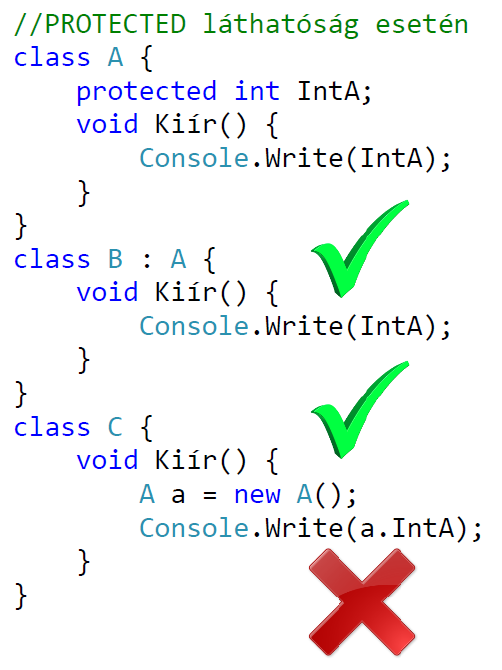 //PROTECTED láthatóság esetén
class A {
    protected int IntA;
    void Kiír() {
        Console.Write(IntA);
    }
}
class B : A {
    void Kiír() {
        Console.Write(IntA);
    }
}
class C {
    void Kiír() {
        A a = new A();
        Console.Write(a.IntA);
    }
}